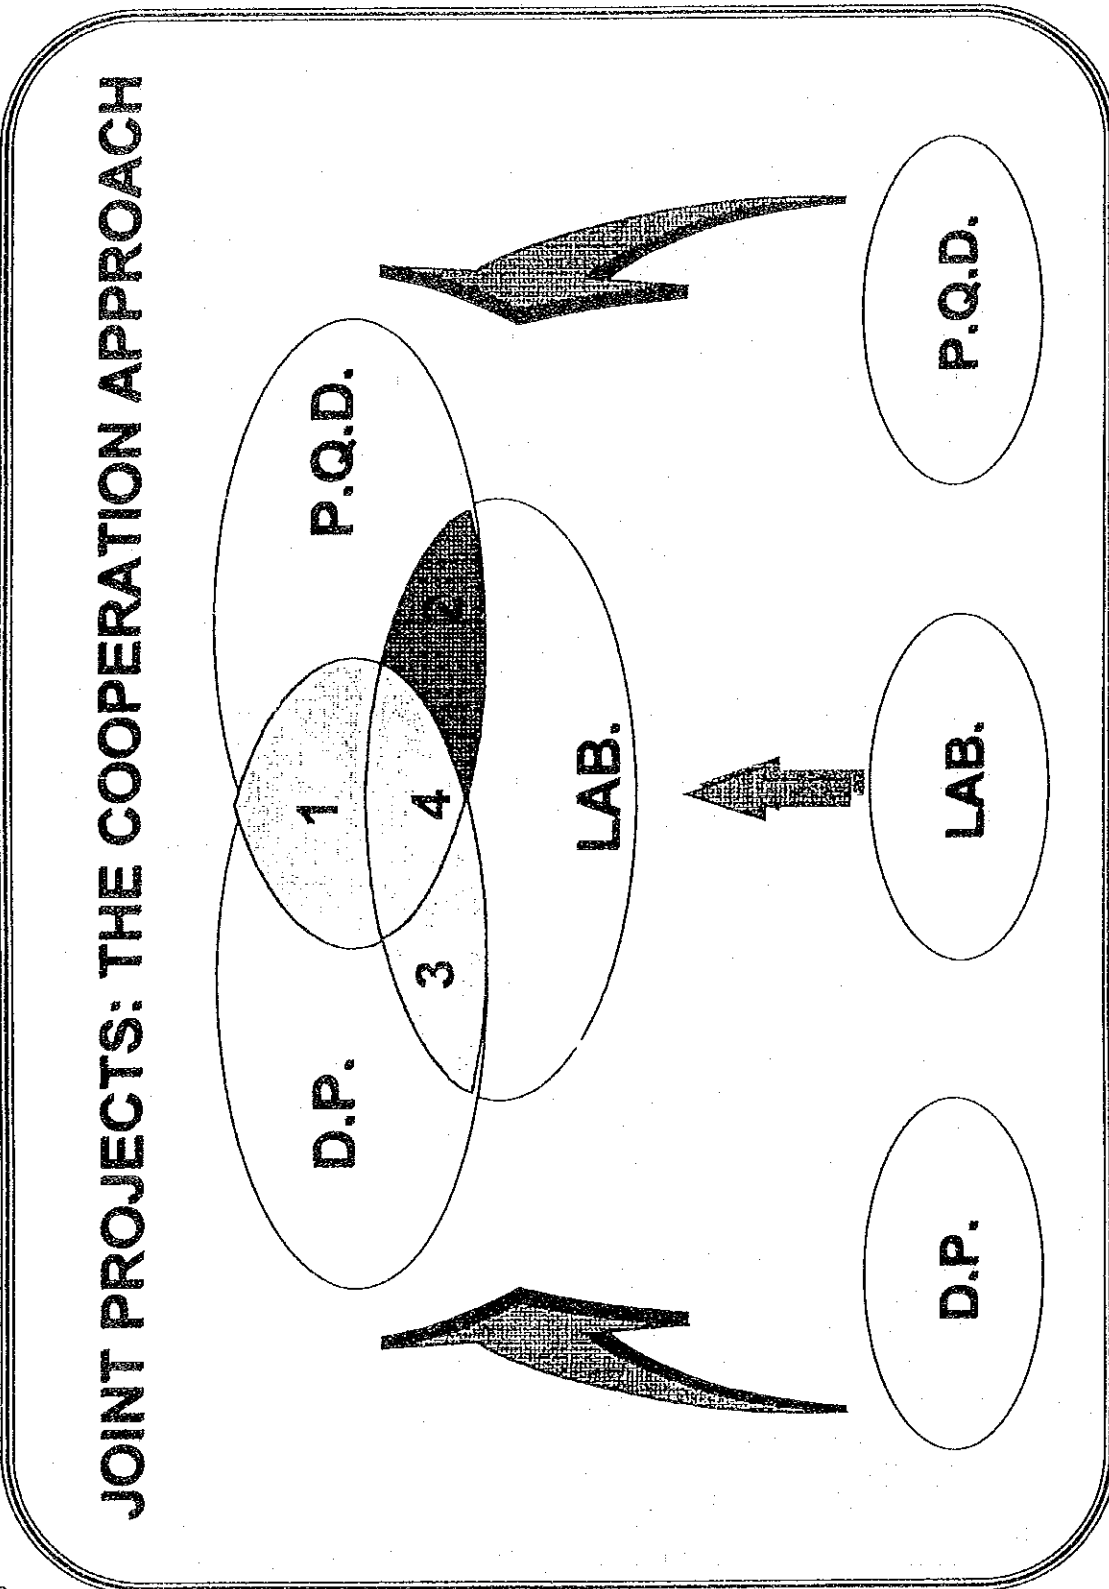 JOINT PROJECTS: THE COOPERATION APPROACH
D.P.
P.Q.D.
1
3
4
2
LAB.
D.P.
LAB.
P.Q.D.